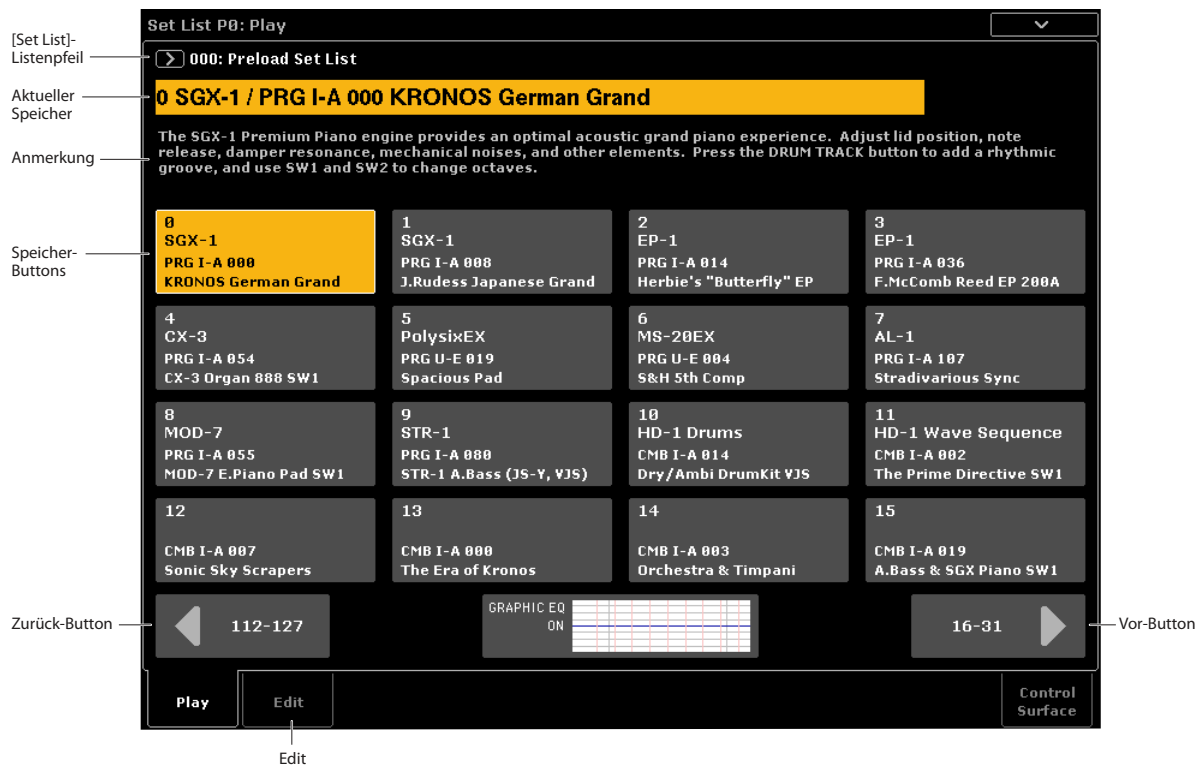 Set List P0: Play
[Set List]-
Listenpfeil
000: Preload Set List
Aktueller
Speicher
0 SGX-1 / PRG I-A 000 KRONOS German Grand
Anmerkung
The SGX-1 Premium Piano engine provides an optimal acoustic grand piano experience. Adjust lid position, note
release, damper resonance, mechanical noises, and other elements. Press the DRUM TRACK button to add a rhythmic
groove, and use SW1 and SW2 to change octaves.
Speicher-
Buttons
0
SGX-1
PRG I-A 000
KRONOS German Grand
1
SGX-1
PRG I-A 008
J.Rudess Japanese Grand
2
EP-1
PRG I-A 014
Herbie's "Butterfly" EP
3
EP-1
PRG I-A 036
F.McComb Reed EP 200A
4
CX-3
PRG I-A 054
CX-3 Organ 888 SW1
5
PolysixEX
PRG U-E 019
Spacious Pad
6
MS-20EX
PRG U-E 004
S&H 5th Comp
7
AL-1
PRG I-A 107
Stradivarious Sync
8
MOD-7
PRG I-A 055
MOD-7 E.Piano Pad SW1
9
STR-1
PRG I-A 080
STR-1 A.Bass (JS-Y, VJS)
10
HD-1 Drums
CMB I-A 014
Dry/Ambi DrumKit VJS
11
HD-1 Wave Sequence
CMB I-A 002
The Prime Directive SW1
12
CMB I-A 007
Sonic Sky Scrapers
13
CMB I-A 000
The Era of Kronos
14
CMB I-A 003
Orchestra & Timpani
15
CMB I-A 019
A.Bass & SGX Piano SW1
Zurück-Button
112-127
GRAPHIC EQ
ON
16-31
Vor-Button
Play
Edit
Control
Surface
Edit